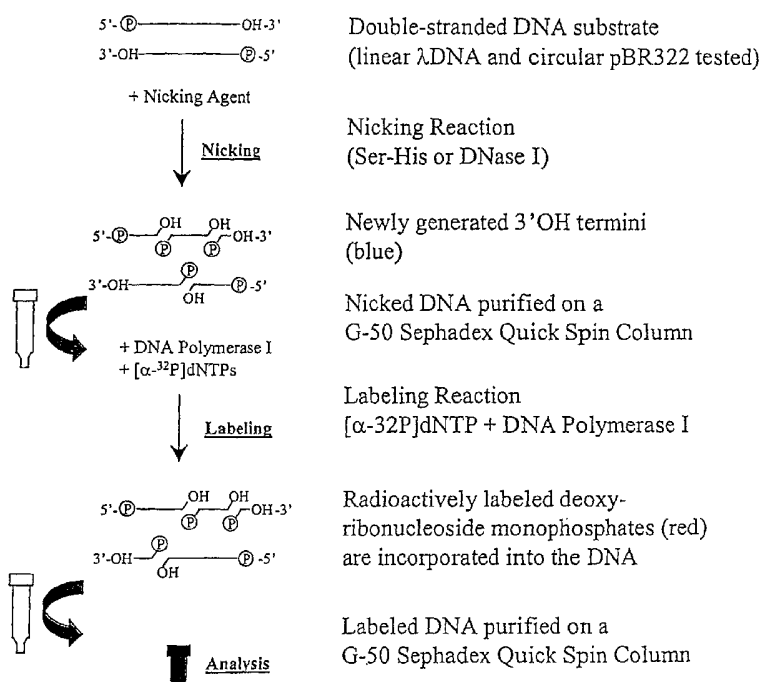 5'-Ⓟ OH-3'
3'-OH Ⓟ-5'
Double-stranded DNA substrate
(linear λDNA and circular pBR322 tested)
+ Nicking Agent
Nicking
Nicking Reaction
(Ser-His or DNase I)
OH OH
5'-Ⓟ OH-3'
Ⓟ Ⓟ
Ⓟ
3'-OH Ⓟ-5'
OH
Newly generated 3'OH termini
(blue)
Nicked DNA purified on a
G-50 Sephadex Quick Spin Column
+ DNA Polymerase I
+ [α-³²P]dNTPs
Labeling
Labeling Reaction
[α-32P]dNTP + DNA Polymerase I
OH OH
5'-Ⓟ OH-3'
Ⓟ Ⓟ
Ⓟ
3'-OH Ⓟ-5'
OH
Radioactively labeled deoxy-
ribonucleoside monophosphates (red)
are incorporated into the DNA
Labeled DNA purified on a
G-50 Sephadex Quick Spin Column
Analysis